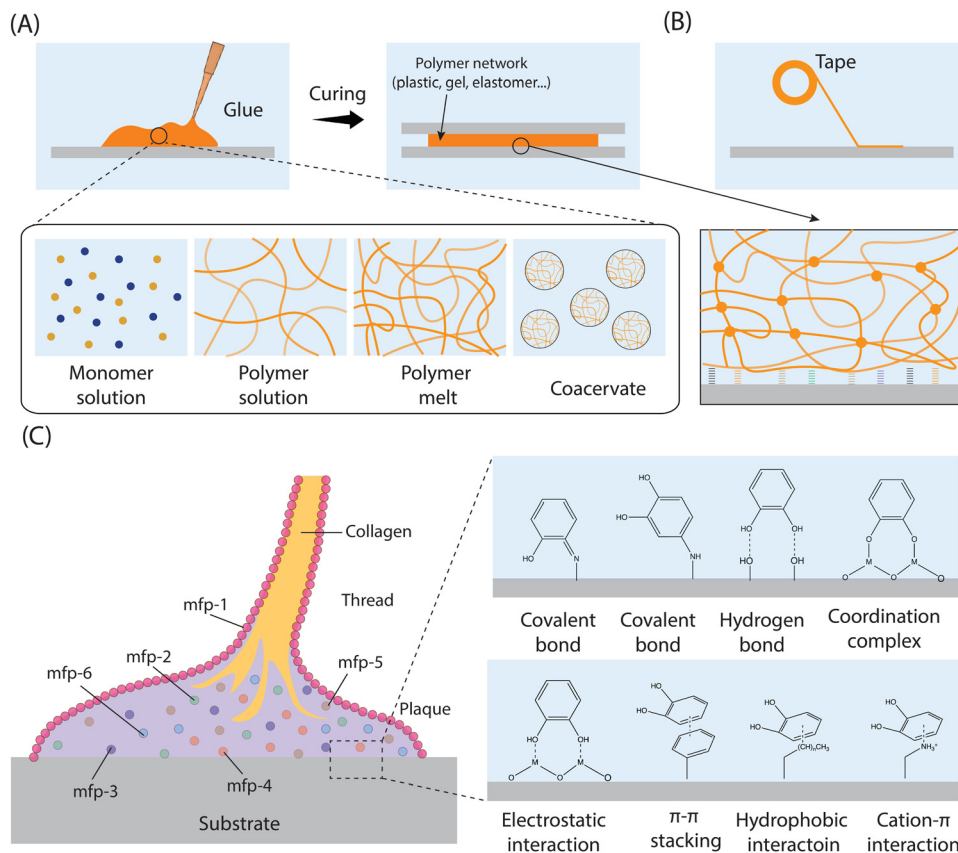 (A)
Glue
Curing
Polymer network
(plastic, gel, elastomer...)
(B)
Tape
Monomer
solution
Polymer
solution
Polymer
melt
Coacervate
(C)
Collagen
Thread
mfp-1
mfp-2
mfp-6
mfp-5
Plaque
mfp-3
mfp-4
Substrate
HO
N
HO
HO
NH
OH
OH
HO
OH
O
O
M
M
O
O
O
Covalent
bond
Covalent
bond
Hydrogen
bond
Coordination
complex
HO
OH
M
M
O
O
O
HO
HO
HO
HO
(CH)nCH₃
HO
HO
NH₃⁺
Electrostatic
interaction
π-π
stacking
Hydrophobic
interactoin
Cation-π
interaction